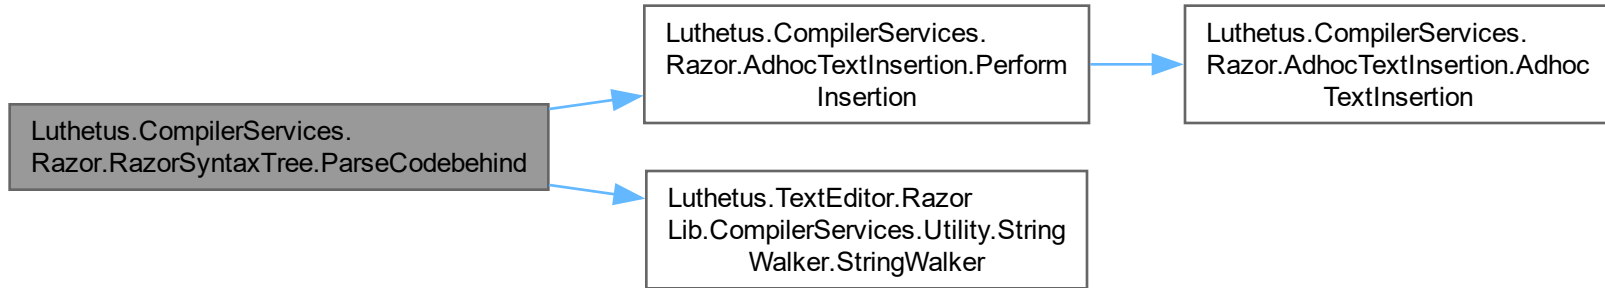 Luthetus.CompilerServices.
Razor.RazorSyntaxTree.ParseCodebehind
Luthetus.CompilerServices.
Razor.AdhocTextInsertion.Perform
Insertion
Luthetus.CompilerServices.
Razor.AdhocTextInsertion.Adhoc
TextInsertion
Luthetus.TextEditor.Razor
Lib.CompilerServices.Utility.String
Walker.StringWalker